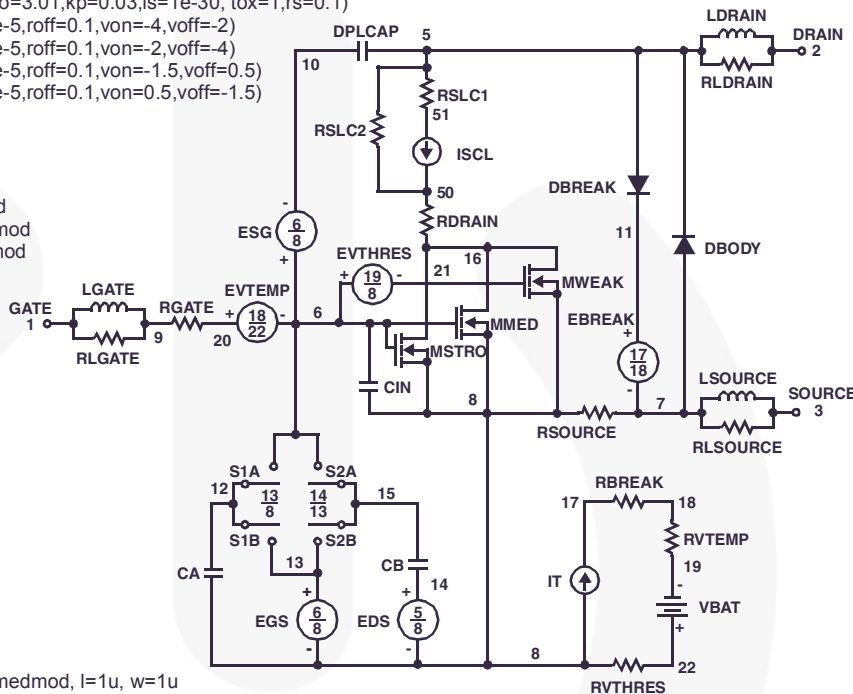 o=3.01,kp=0.03,is=1e-30, tox=1,rs=0.1)
e-5,roff=0.1,von=-4,voff=-2)
e-5,roff=0.1,von=-2,voff=-4)
e-5,roff=0.1,von=-1.5,voff=0.5)
e-5,roff=0.1,von=0.5,voff=-1.5)
d
mod
mod
LDRAIN
DPLCAP 5 DRAIN
10 2
RLDRAIN
RSLC1
51
RSLC2
ISCL
50
DBREAK
RDRAIN
ESG 6 8
- +
11
DBODY
EVTHRES
+ 19 8 -
21
16
MWEAK
LGATE
GATE
1
RLGATE
9
RGATE
20
EVTEMP
+ 18 22 -
6
MMED
MSTRO
EBREAK
+ 17 18 -
CIN
8
RSOURCE
7
LSOURCE
SOURCE
3
RLSOURCE
S1A S2A
12 13 8 14 13 15
S1B S2B
13
CA
CB
14
EGS + 6 8 -
EDS + 5 8 -
RBREAK
17 18
RVTEMP
19
IT
-
VBAT
+
8 22
RVTHRES
medmod, l=1u, w=1u